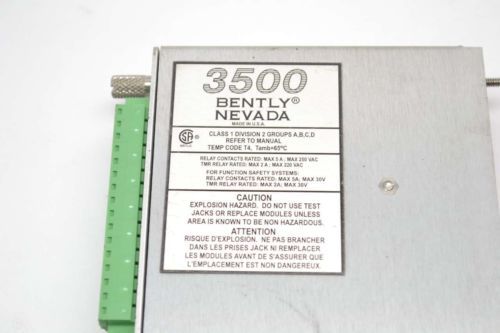 3500
BENTLY®
NEVADA
MADE IN U.S.A.
CLASS 1 DIVISION 2 GROUPS A,B,C,D
REFER TO MANUAL
TEMP CODE T4, Tamb=65ºC
RELAY CONTACTS RATED: MAX 5 A , MAX 250 VAC
TMR RELAY RATED: MAX 2 A ; MAX 220 VAC
FOR FUNCTION SAFETY SYSTEMS:
RELAY CONTACTS RATED: MAX 5A; MAX 30V
TMR RELAY RATED: MAX 2A; MAX 30V
CAUTION
EXPLOSION HAZARD. DO NOT USE TEST
JACKS OR REPLACE MODULES UNLESS
AREA IS KNOWN TO BE NON HAZARDOUS.
ATTENTION
RISQUE D'EXPLOSION. NE PAS BRANCHER
DANS LES PRISES JACK NI REMPLACER
LES MODULES AVANT DE S'ASSURER QUE
L'EMPLACEMENT EST NON DANGEREUX.